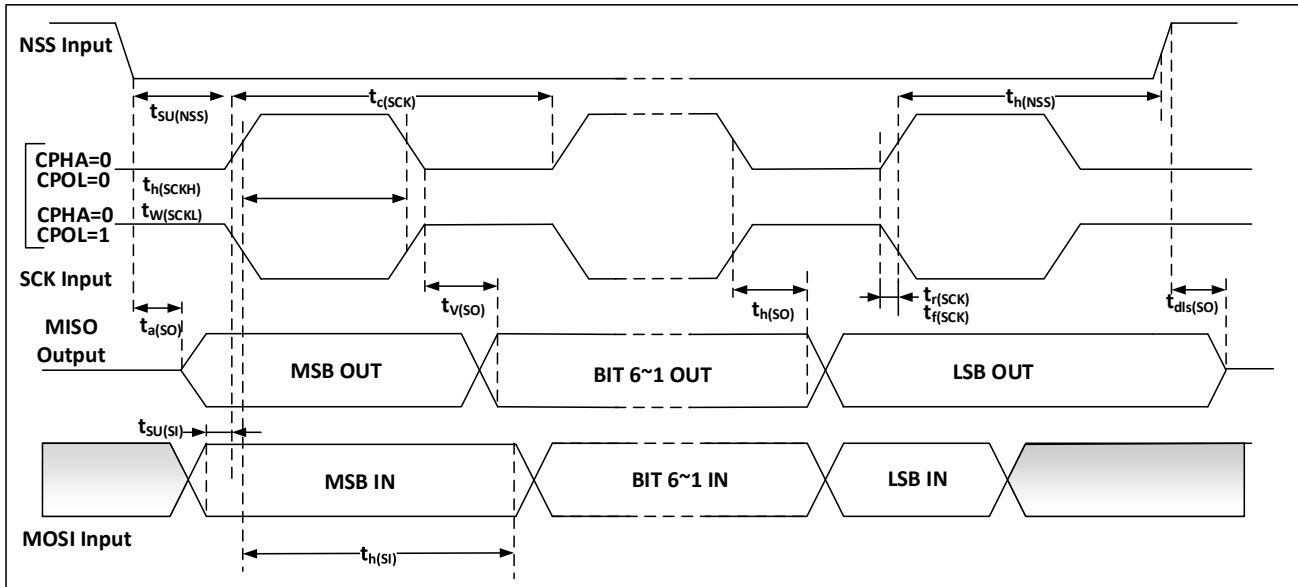 NSS Input
tSU(NSS)
tc(SCK)
th(NSS)
CPHA=0
CPOL=0
th(SCKH)
CPHA=0
CPOL=1
tW(SCKL)
SCK Input
ta(SO)
tV(SO)
th(SO)
tr(SCK)
tf(SCK)
tdIs(SO)
MISO
Output
MSB OUT
BIT 6~1 OUT
LSB OUT
tSU(SI)
MSB IN
BIT 6~1 IN
LSB IN
MOSI Input
th(SI)